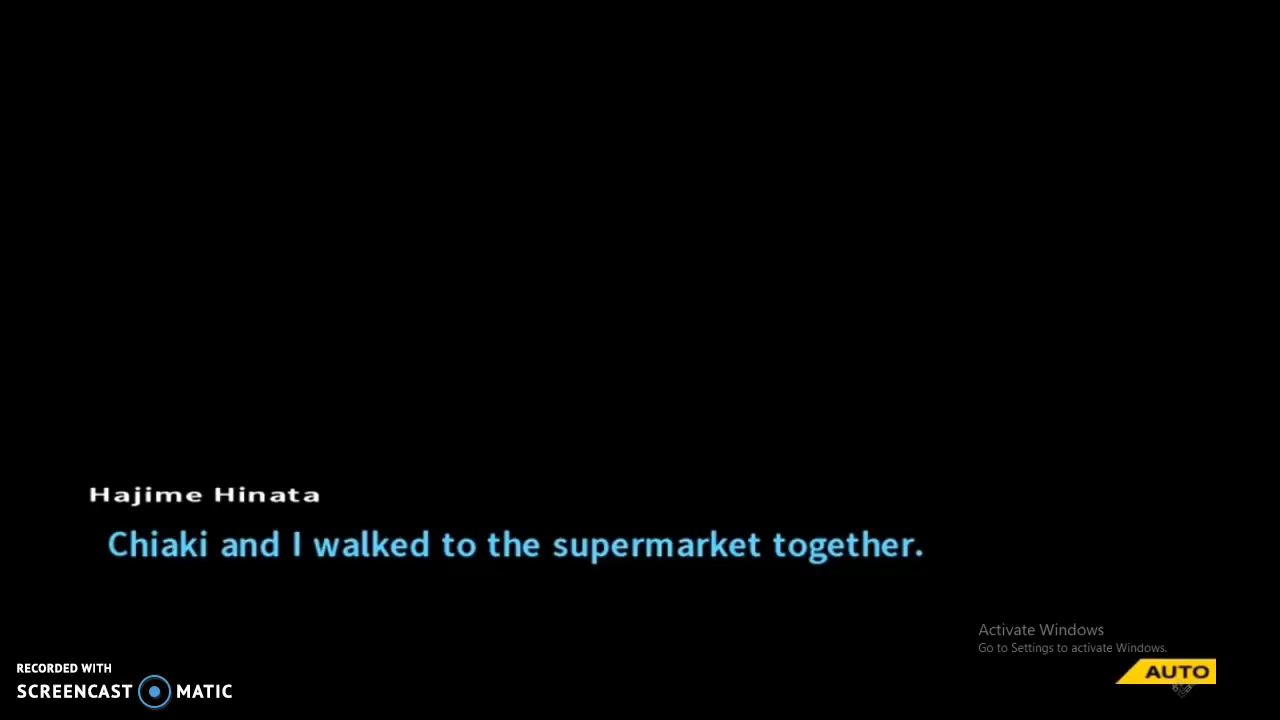 Hajime Hinata
Chiaki and I walked to the supermarket together.
Activate Windows
Go to Settings to activate Windows.
AUTO
RECORDED WITH
SCREENCAST MATIC